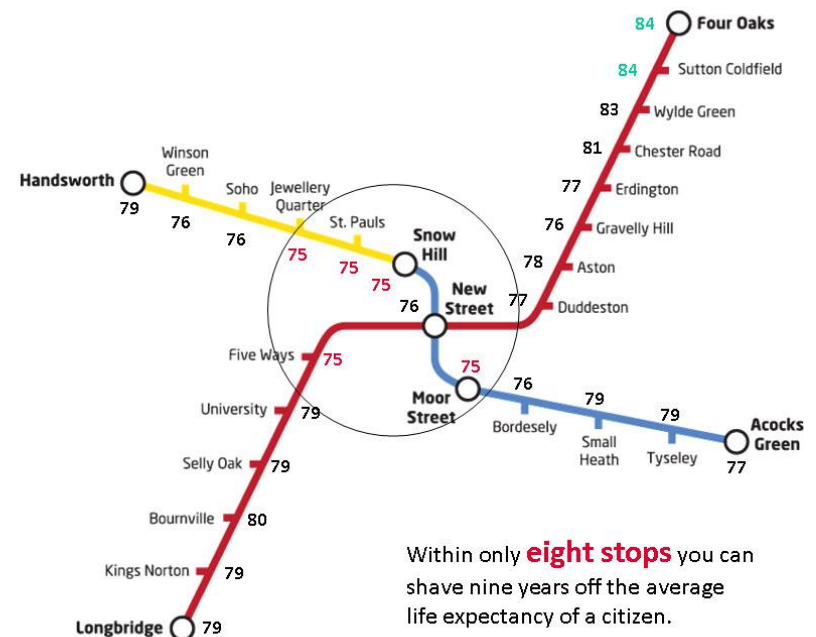 84 Four Oaks
84 Sutton Coldfield
83 Wylde Green
81 Chester Road
77 Erdington
76 Gravelly Hill
78 Aston
77 Duddeston
Handsworth
79
Winson
Green
76
Soho
76
Jewellery
Quarter
75
St. Pauls
75
Snow
Hill
75
New
Street
76
Moor
Street
75
76
Bordesely
79
Small
Heath
79
Tyseley
Acocks
Green
77
Five Ways 75
University 79
Selly Oak 79
Bournville 80
Kings Norton 79
Longbridge 79
Within only eight stops you can
shave nine years off the average
life expectancy of a citizen.